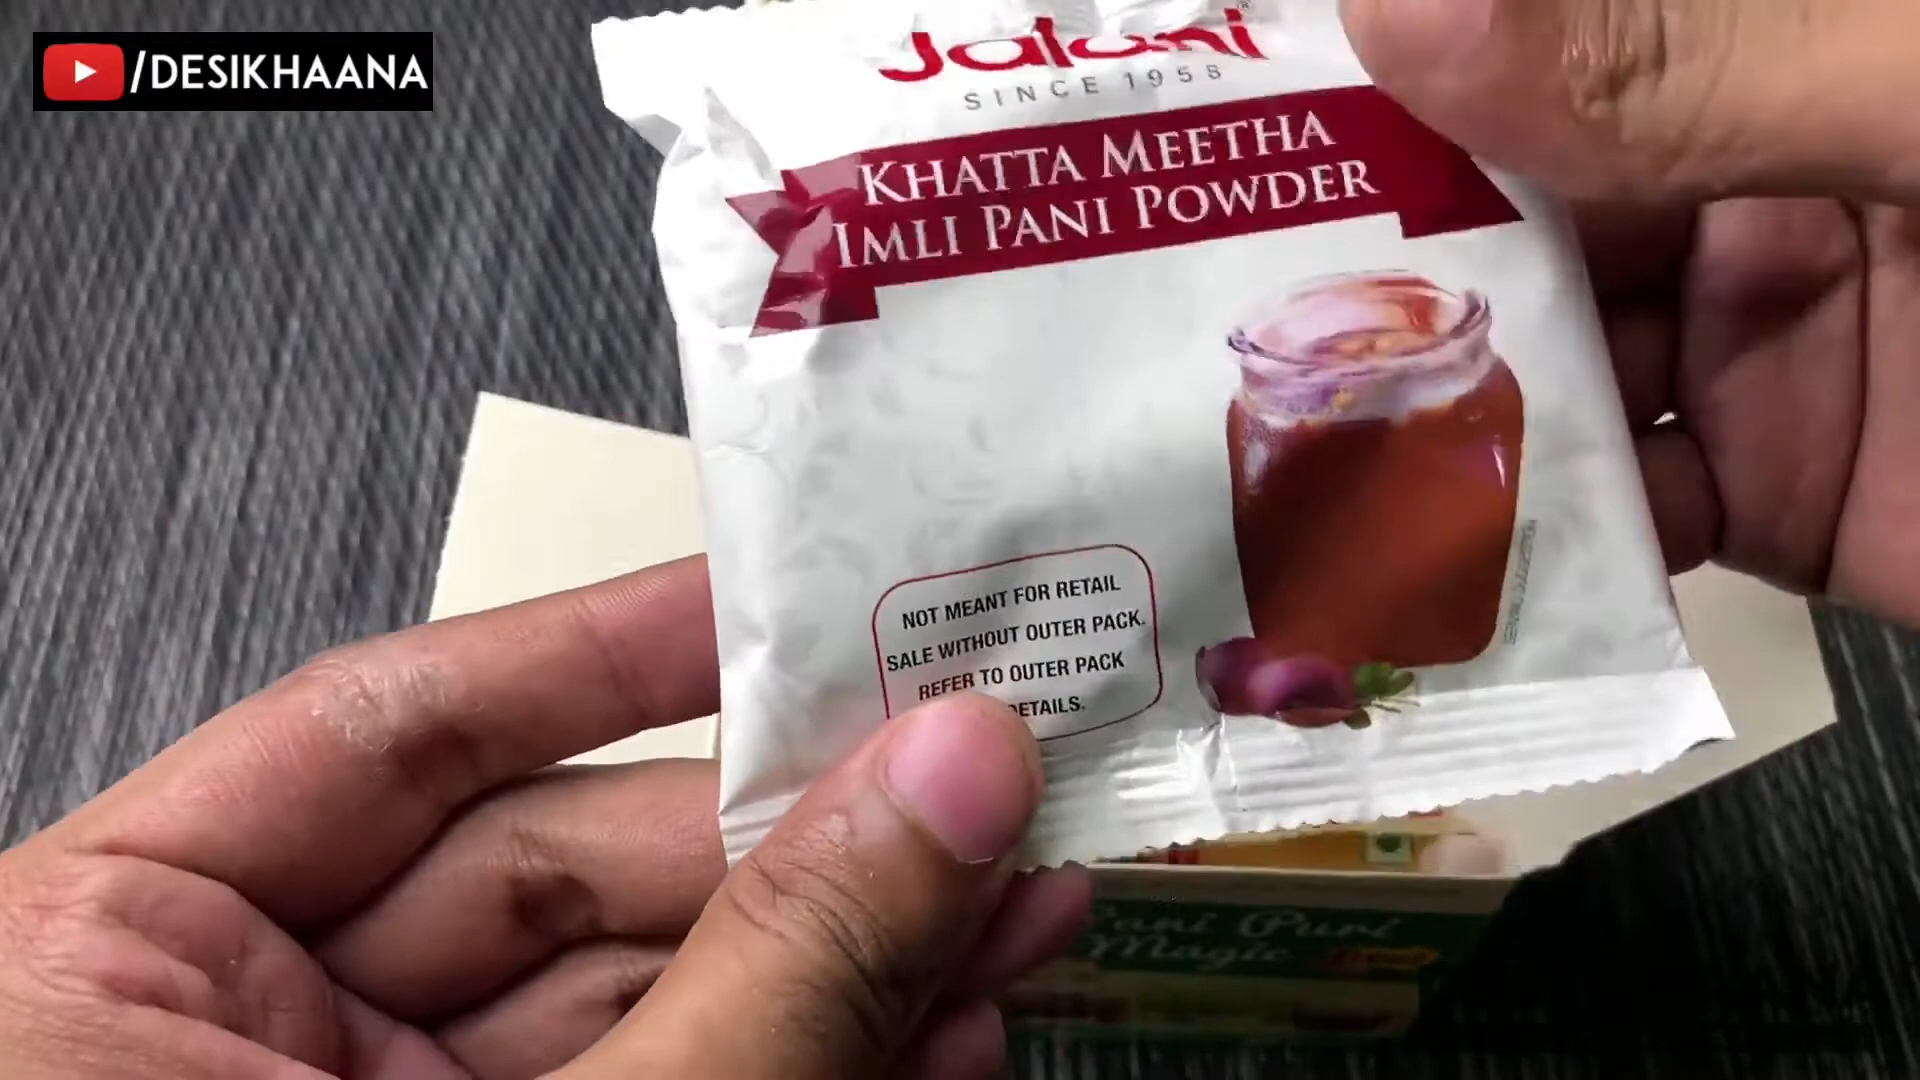 /DESIKHAANA
Jalani®
SINCE 1958
KHATTA MEETHA
IMLI PANI POWDER
NOT MEANT FOR RETAIL
SALE WITHOUT OUTER PACK.
REFER TO OUTER PACK
DETAILS.
Pani Puri
Magic